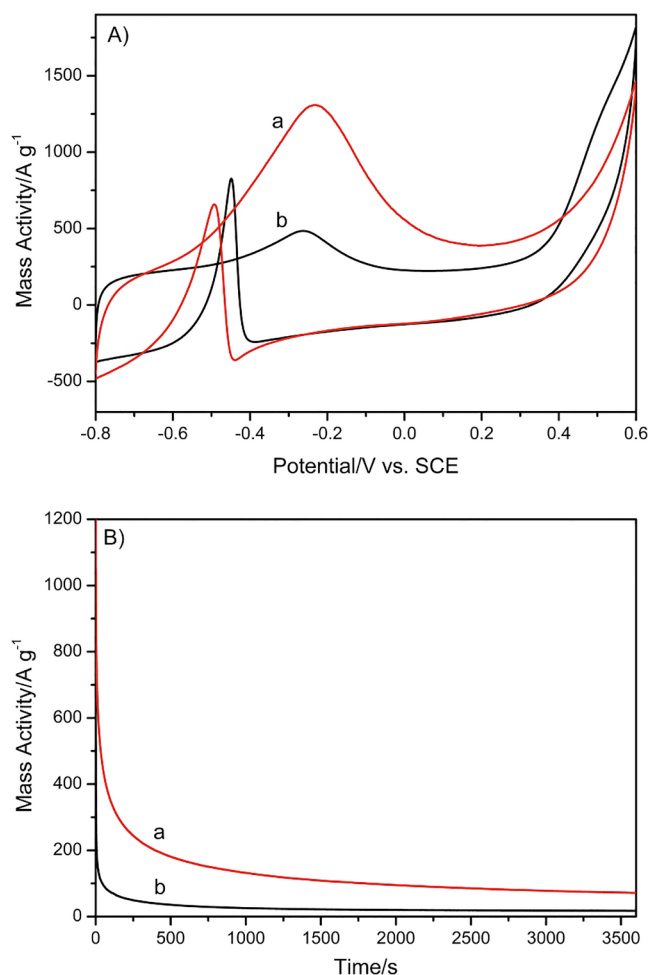 A)
Mass Activity/A g⁻¹
1500
1000
500
0
-500
a
b
-0.8 -0.6 -0.4 -0.2 0.0 0.2 0.4 0.6
Potential/V vs. SCE
B)
Mass Activity/A g⁻¹
1200
1000
800
600
400
200
0
a
b
0 500 1000 1500 2000 2500 3000 3500
Time/s